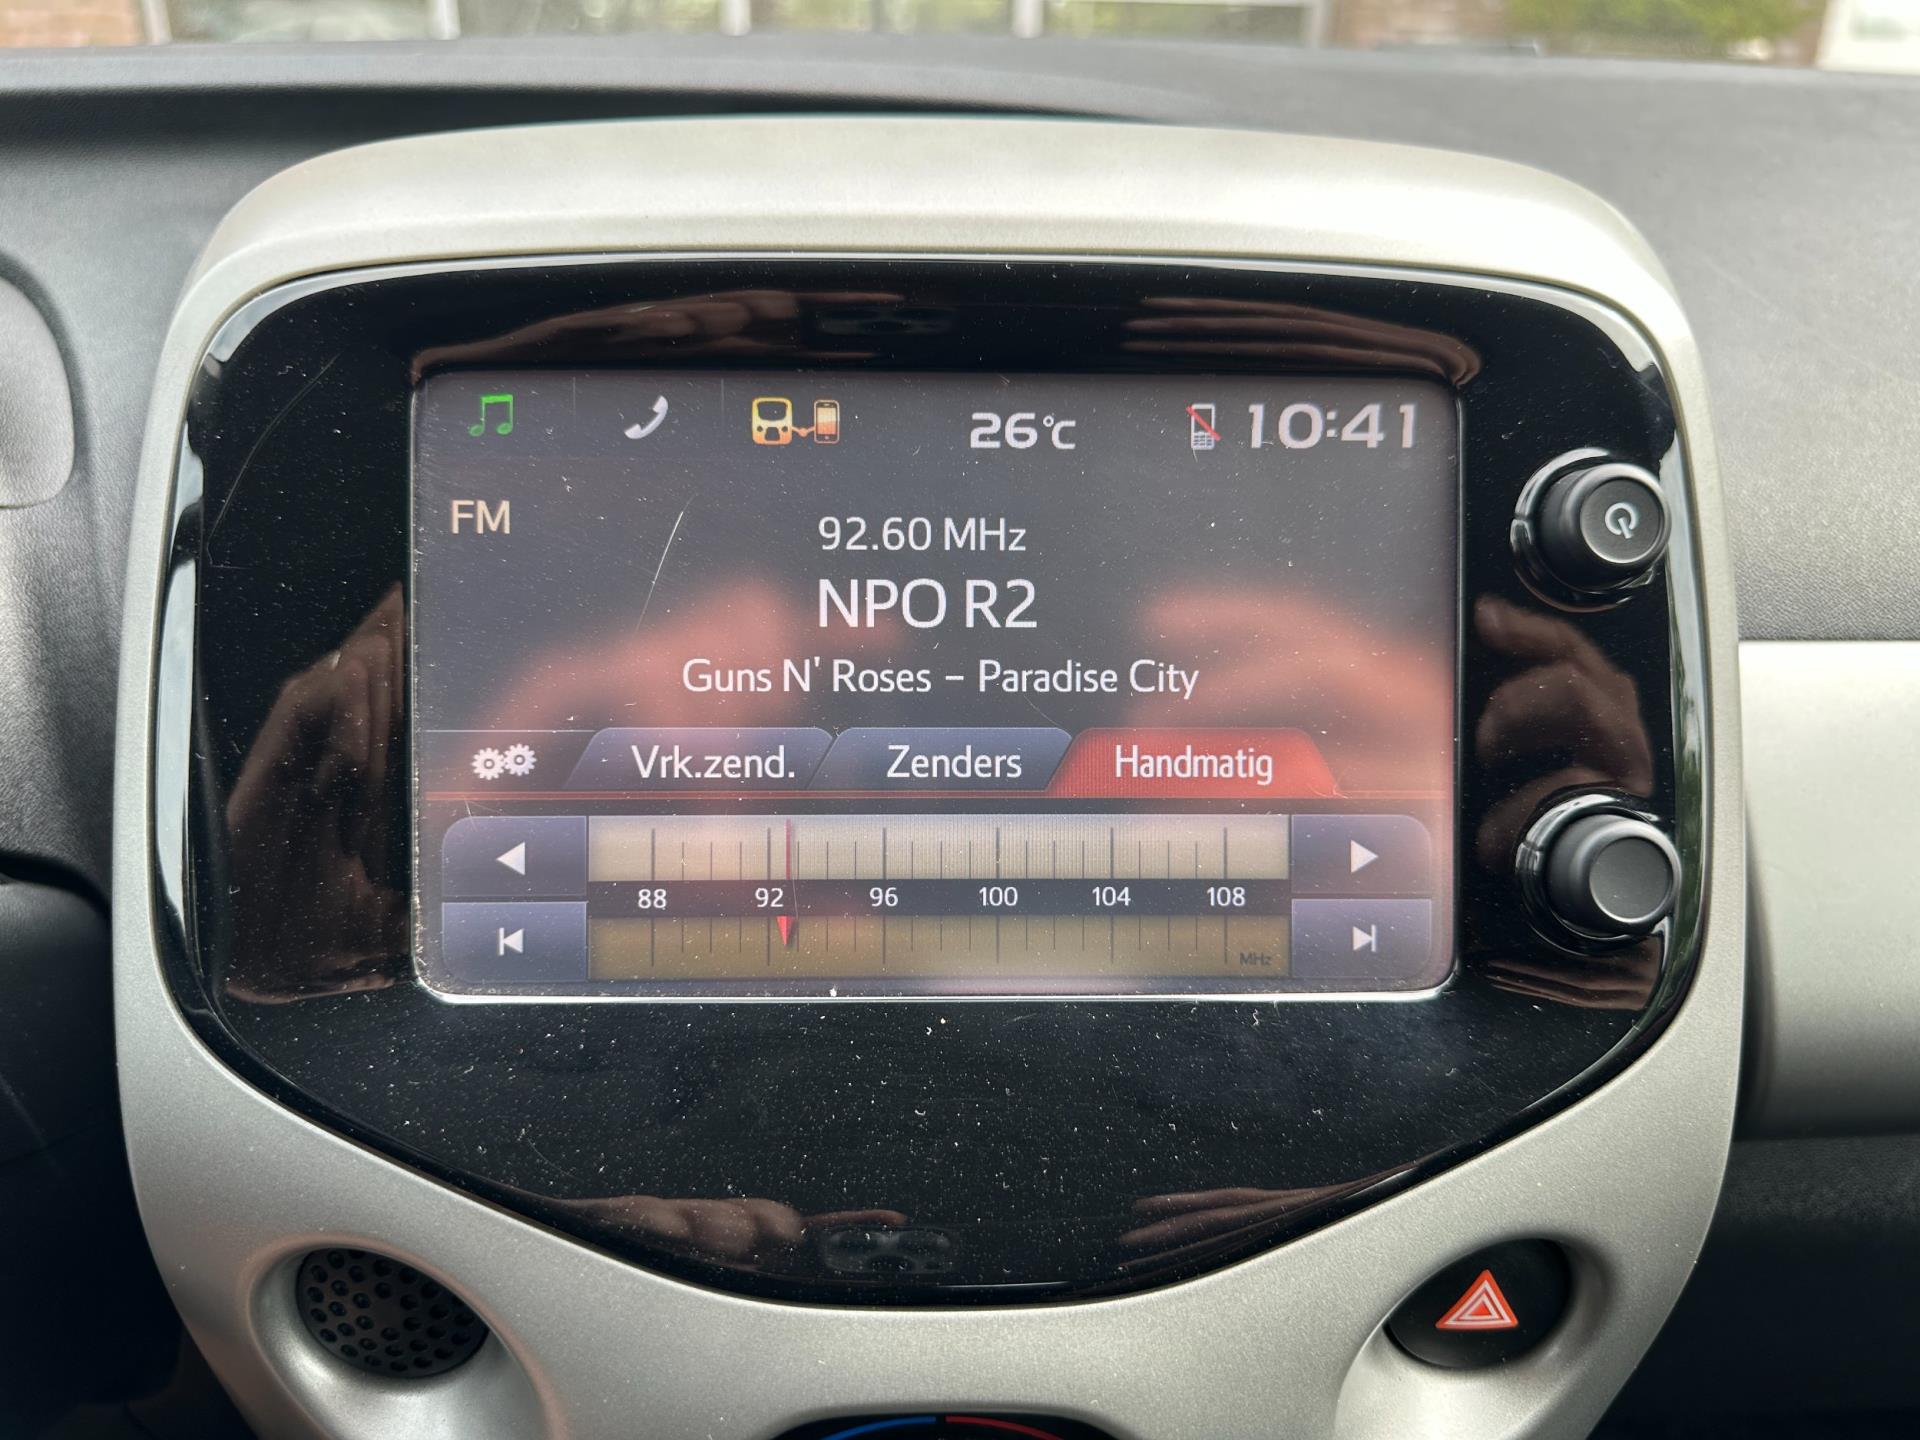 26°C 10:41
FM
92.60 MHz
NPO R2
Guns N' Roses - Paradise City
Vrk.zend. Zenders Handmatig
88 92 96 100 104 108
MHz